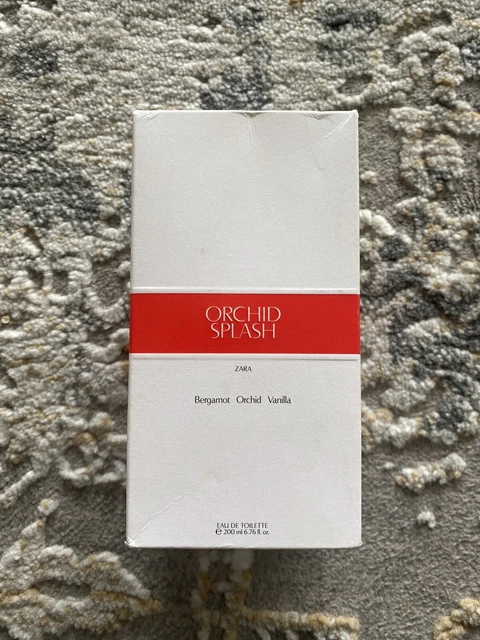 ORCHID
SPLASH
ZARA
Bergamot Orchid Vanilla
EAU DE TOILETTE
℮ 200 ml 6.76 fl. oz.